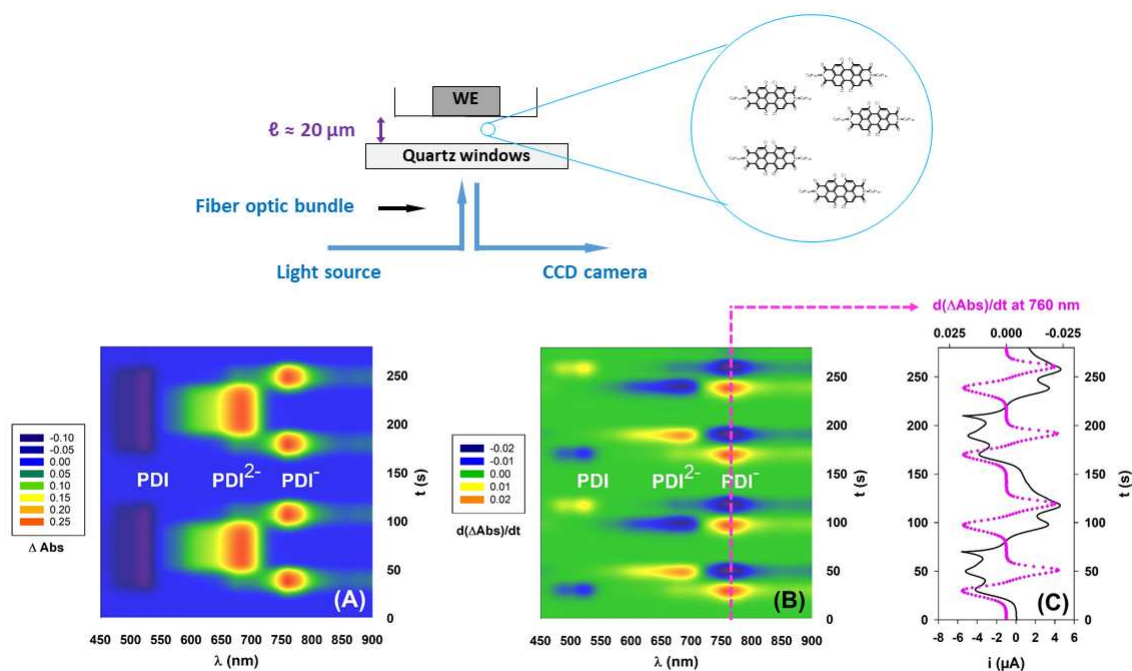 WE
ℓ ≈ 20 µm
Quartz windows
Fiber optic bundle
Light source
CCD camera
d(ΔAbs)/dt at 760 nm
0.025 0.000 -0.025
-0.10
-0.05
0.00
0.05
0.10
0.15
0.20
0.25
Δ Abs
PDI PDI2- PDI-
(A)
250
200
150
100
50
0
t (s)
450 500 550 600 650 700 750 800 850 900
λ (nm)
-0.02
-0.01
0.00
0.01
0.02
d(ΔAbs)/dt
PDI PDI2- PDI-
(B)
250
200
150
100
50
0
t (s)
450 500 550 600 650 700 750 800 850 900
λ (nm)
250
200
150
100
50
0
(C)
250
200
150
100
50
0
t (s)
-8 -6 -4 -2 0 2 4 6
i (µA)